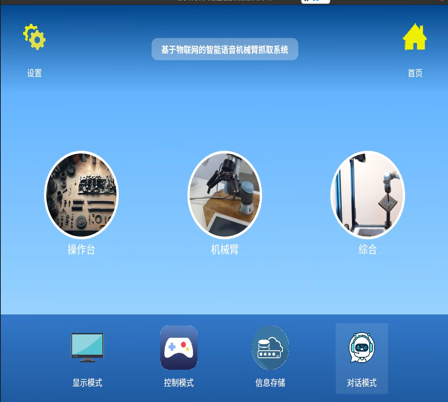 基于物联网的智能语音机械臂抓取系统
设置
首页
操作台
机械臂
综合
显示模式
控制模式
信息存储
对话模式